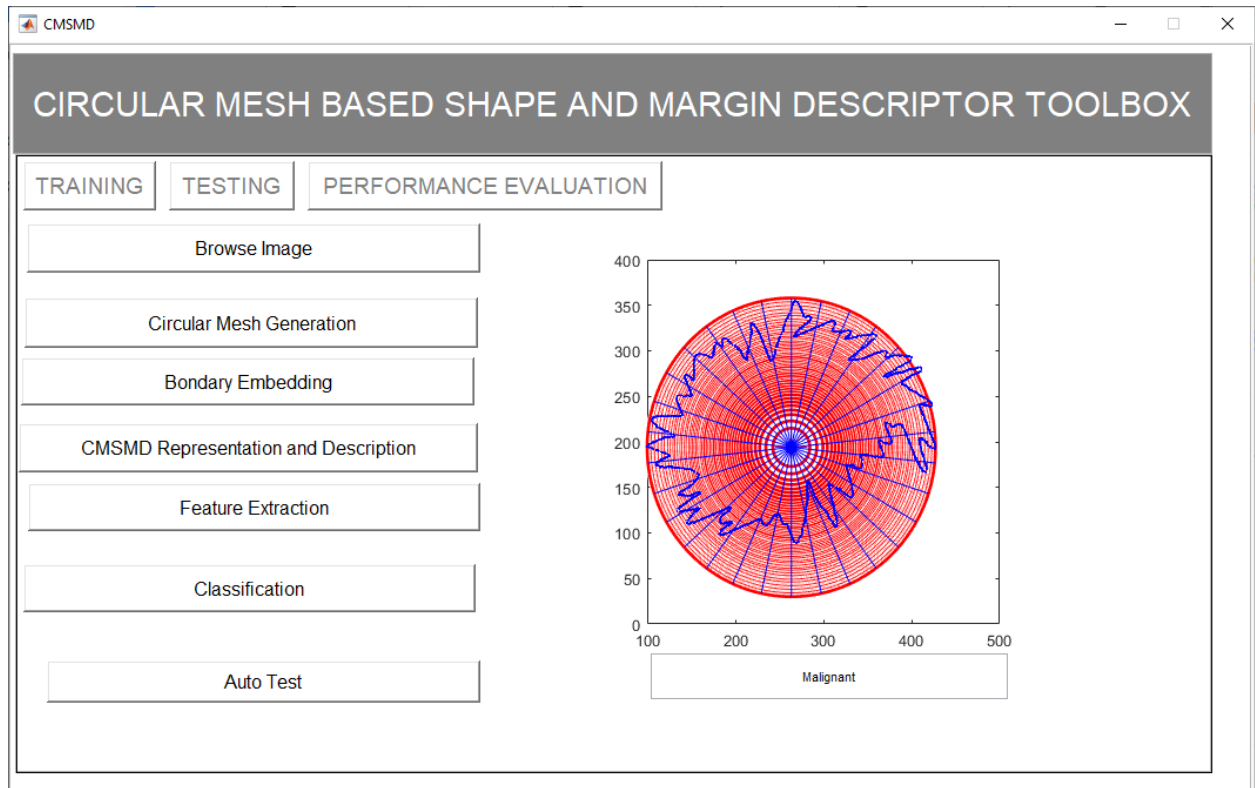 CMSMD
CIRCULAR MESH BASED SHAPE AND MARGIN DESCRIPTOR TOOLBOX
TRAINING TESTING PERFORMANCE EVALUATION
Browse Image
Circular Mesh Generation
Bondary Embedding
CMSMD Representation and Description
Feature Extraction
Classification
Auto Test
400
350
300
250
200
150
100
50
0
100 200 300 400 500
Malignant